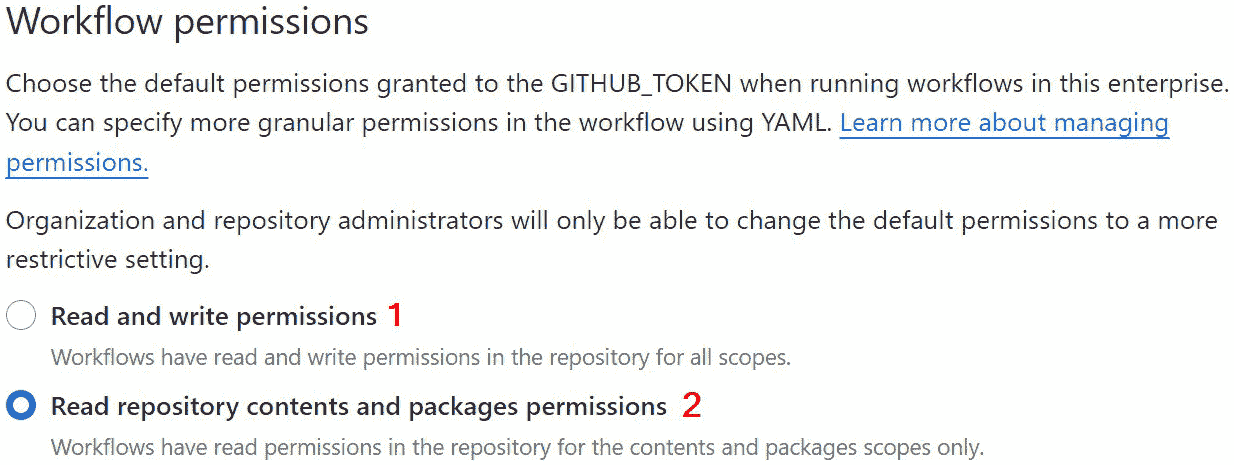 Workflow permissions
Choose the default permissions granted to the GITHUB_TOKEN when running workflows in this enterprise.
You can specify more granular permissions in the workflow using YAML. Learn more about managing
permissions.
Organization and repository administrators will only be able to change the default permissions to a more
restrictive setting.
Read and write permissions 1
Workflows have read and write permissions in the repository for all scopes.
Read repository contents and packages permissions 2
Workflows have read permissions in the repository for the contents and packages scopes only.